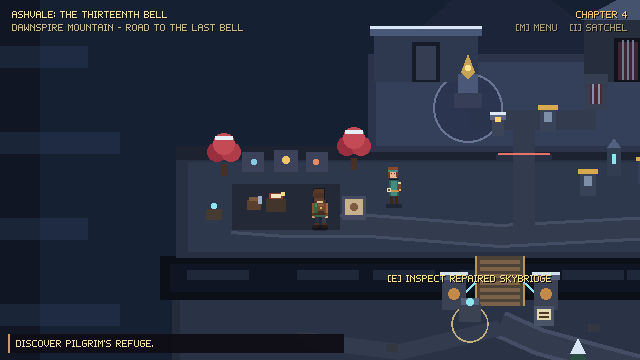 ASHVALE: THE THIRTEENTH BELL
CHAPTER 4
DAWNSPIRE MOUNTAIN - ROAD TO THE LAST BELL
[M] MENU [I] SATCHEL
[E] INSPECT REPAIRED SKYBRIDGE
DISCOVER PILGRIM'S REFUGE.